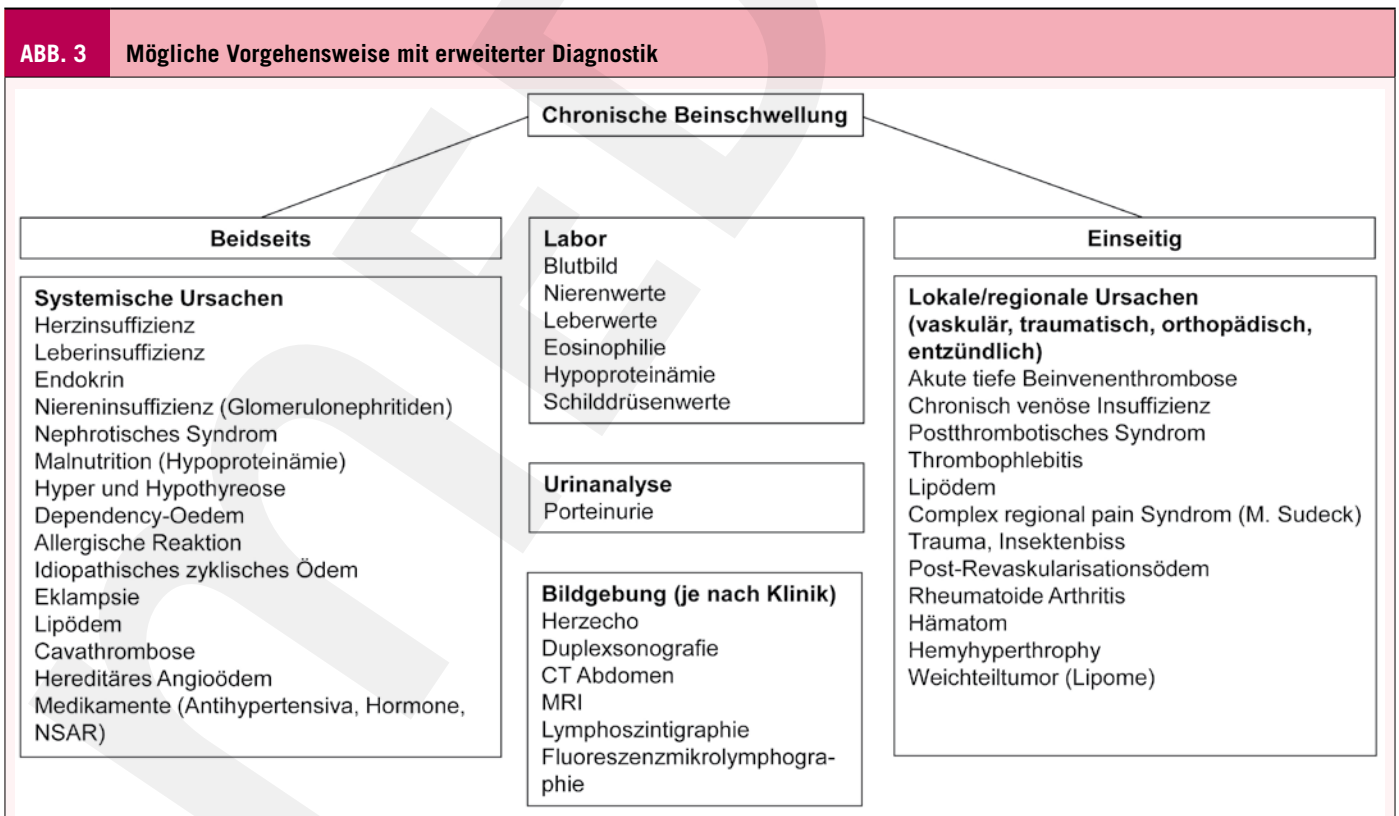 ABB. 3 Mögliche Vorgehensweise mit erweiterter Diagnostik
Chronische Beinschwellung
Beidseits
Systemische Ursachen
Herzinsuffizienz
Leberinsuffizienz
Endokrin
Niereninsuffizienz (Glomerulonephritiden)
Nephrotisches Syndrom
Malnutrition (Hypoproteinämie)
Hyper und Hypothyreose
Dependency-Oedem
Allergische Reaktion
Idiopathisches zyklisches Ödem
Eklampsie
Lipödem
Cavathrombose
Hereditäres Angioödem
Medikamente (Antihypertensiva, Hormone,
NSAR)
Labor
Blutbild
Nierenwerte
Leberwerte
Eosinophilie
Hypoproteinämie
Schilddrüsenwerte
Urinanalyse
Porteinurie
Bildgebung (je nach Klinik)
Herzecho
Duplexsonografie
CT Abdomen
MRI
Lymphoszintigraphie
Fluoreszenzmikrolymphogra-
phie
Einseitig
Lokale/regionale Ursachen
(vaskulär, traumatisch, orthopädisch,
entzündlich)
Akute tiefe Beinvenenthrombose
Chronisch venöse Insuffizienz
Postthrombotisches Syndrom
Thrombophlebitis
Lipödem
Complex regional pain Syndrom (M. Sudeck)
Trauma, Insektenbiss
Post-Revaskularisationsödem
Rheumatoide Arthritis
Hämatom
Hemyhyperthrophy
Weichteiltumor (Lipome)